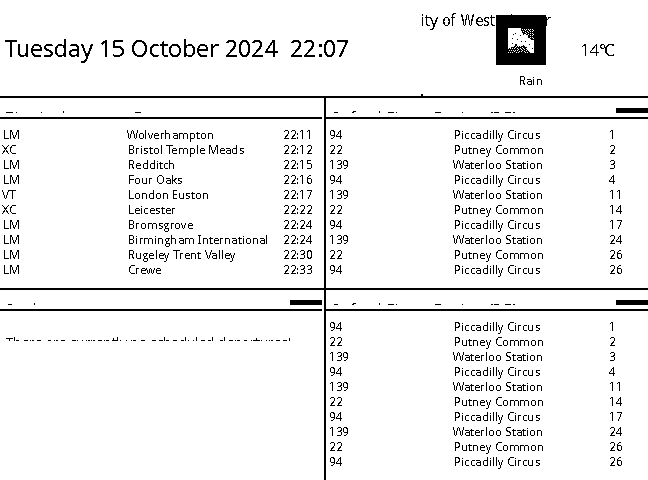 ity of West
Tuesday 15 October 2024 22:07
14°C
Rain
LM Wolverhampton 22:11
XC Bristol Temple Meads 22:12
LM Redditch 22:15
LM Four Oaks 22:16
VT London Euston 22:17
XC Leicester 22:22
LM Bromsgrove 22:24
LM Birmingham International 22:24
LM Rugeley Trent Valley 22:30
LM Crewe 22:33
94 Piccadilly Circus 1
22 Putney Common 2
139 Waterloo Station 3
94 Piccadilly Circus 4
139 Waterloo Station 11
22 Putney Common 14
94 Piccadilly Circus 17
139 Waterloo Station 24
22 Putney Common 26
94 Piccadilly Circus 26
There are currently no scheduled departures!
94 Piccadilly Circus 1
22 Putney Common 2
139 Waterloo Station 3
94 Piccadilly Circus 4
139 Waterloo Station 11
22 Putney Common 14
94 Piccadilly Circus 17
139 Waterloo Station 24
22 Putney Common 26
94 Piccadilly Circus 26